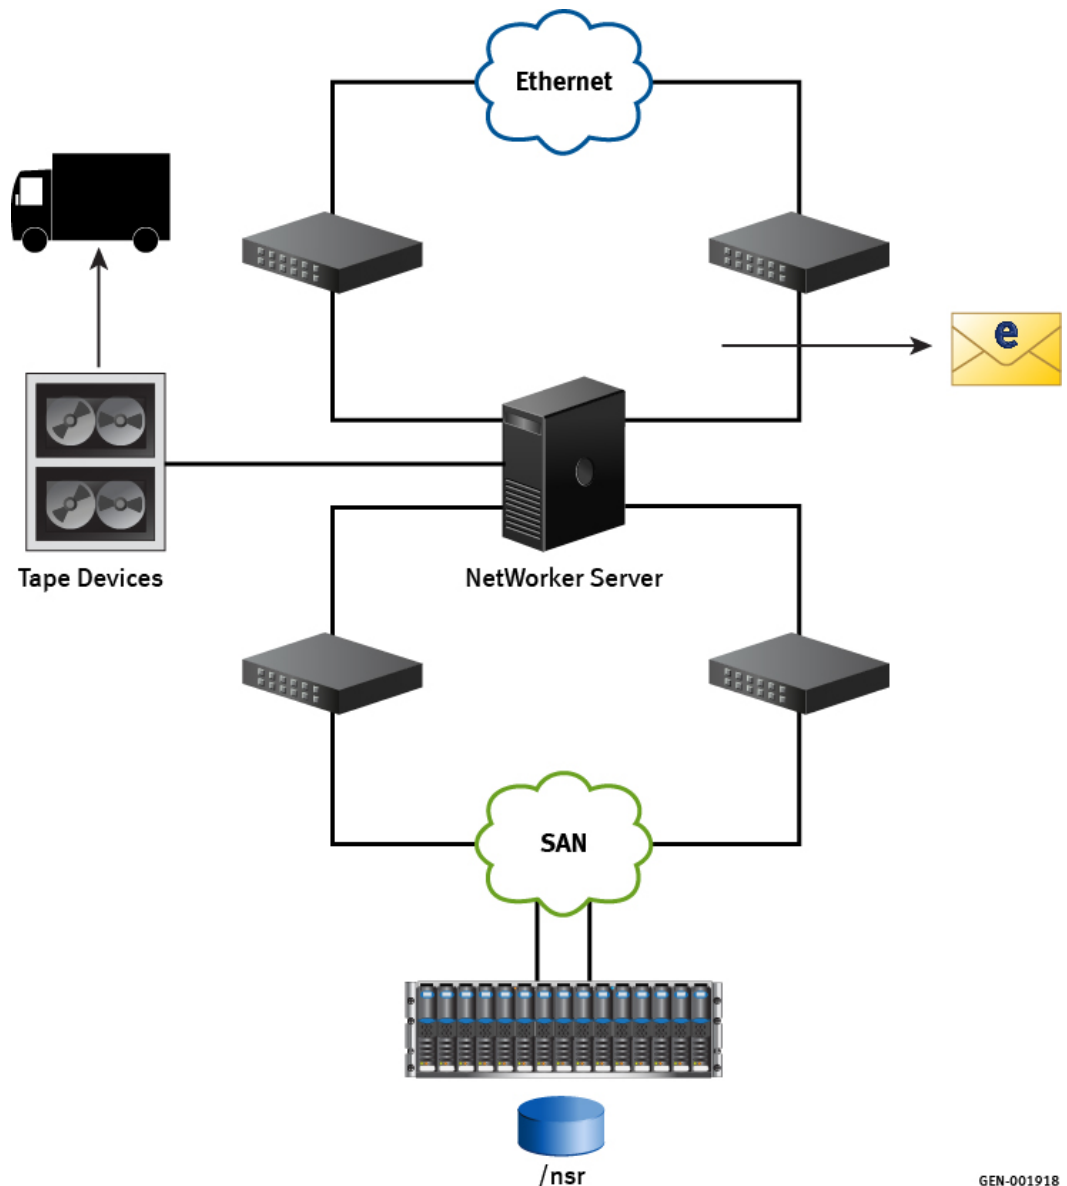 Ethernet
e
Tape Devices
NetWorker Server
SAN
/nsr
GEN-001918